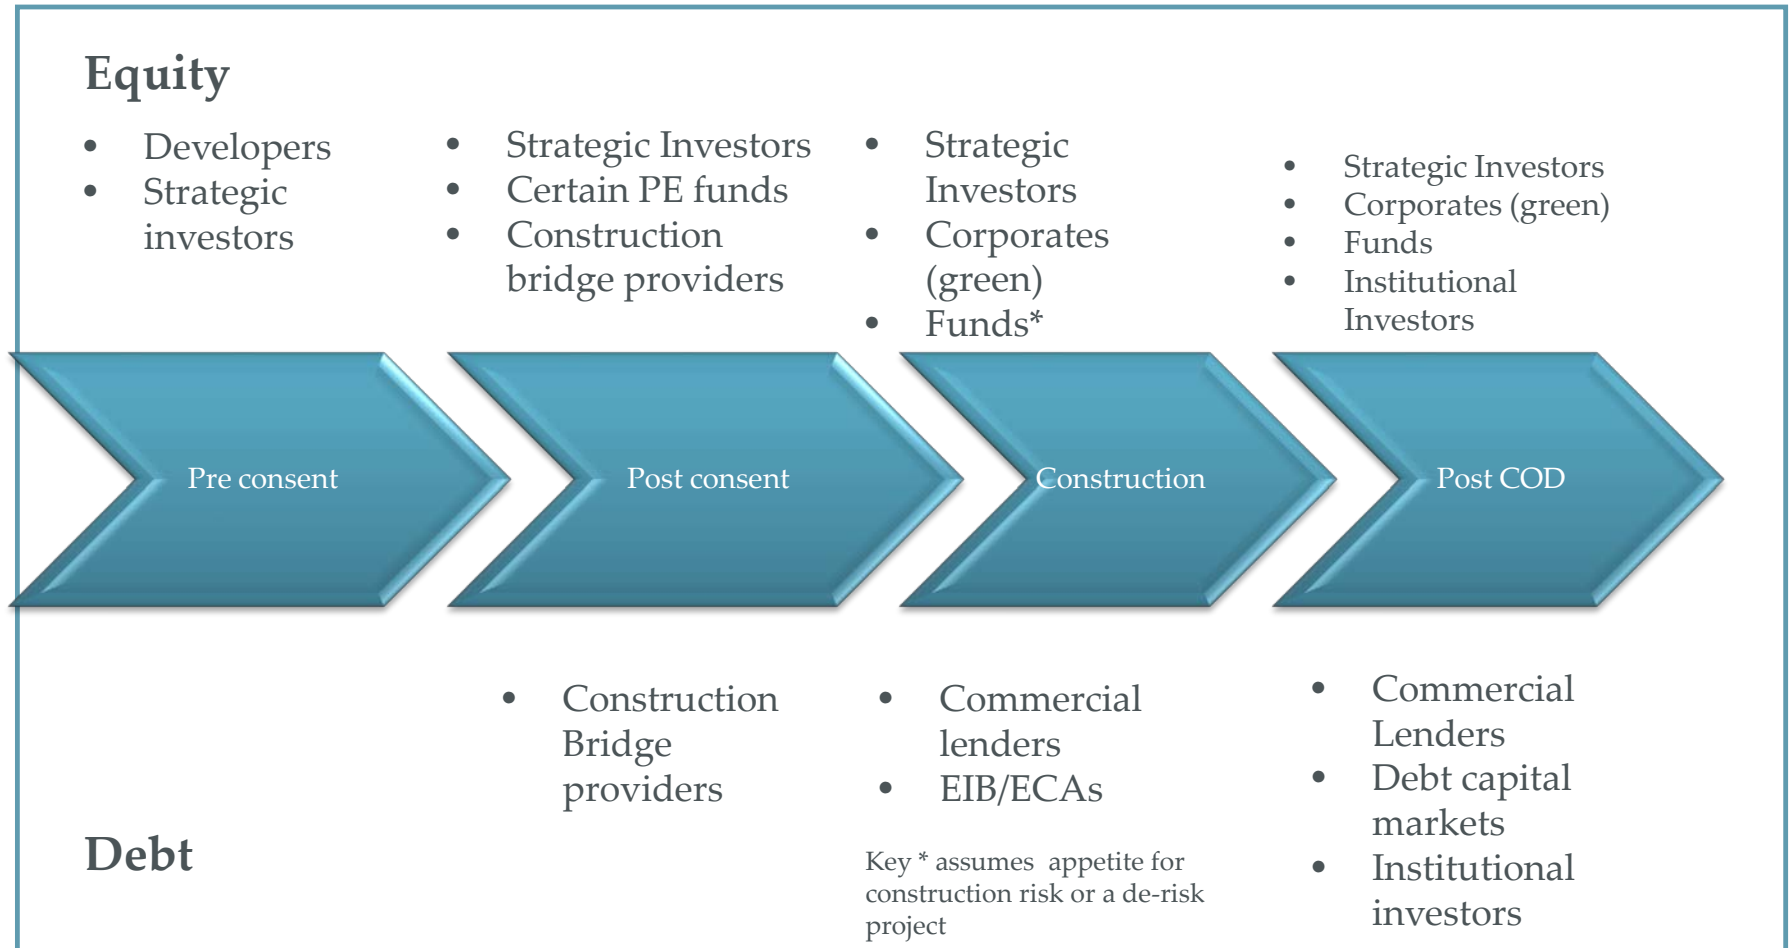 Equity
• Developers
• Strategic
investors
• Strategic Investors
• Certain PE funds
• Construction
bridge providers
• Strategic
Investors
• Corporates
(green)
• Funds*
• Strategic Investors
• Corporates (green)
• Funds
• Institutional
Investors
Pre consent
Post consent
Construction
Post COD
Debt
• Construction
Bridge
providers
• Commercial
lenders
• EIB/ECAs
Key * assumes appetite for
construction risk or a de-risk
project
• Commercial
Lenders
• Debt capital
markets
• Institutional
investors